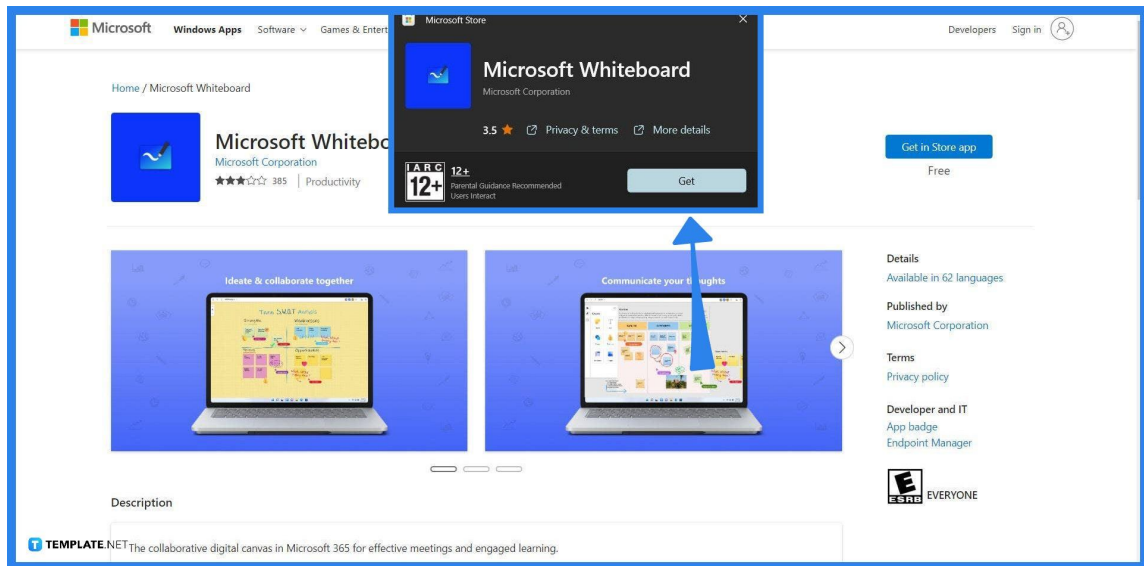 Microsoft Windows Apps Software Games & Entert
Developers Sign in
Microsoft Store
Microsoft Whiteboard
Microsoft Corporation
3.5 Privacy & terms More details
IARC
12+
12+
Parental Guidance Recommended
Users Interact
Get
Home / Microsoft Whiteboard
Microsoft Whitebo
Microsoft Corporation
385 | Productivity
Get in Store app
Free
Ideate & collaborate together
Communicate your thoughts
Details
Available in 62 languages
Published by
Microsoft Corporation
Terms
Privacy policy
Developer and IT
App badge
Endpoint Manager
E
ESRB
EVERYONE
Description
The collaborative digital canvas in Microsoft 365 for effective meetings and engaged learning.
T TEMPLATE.NET